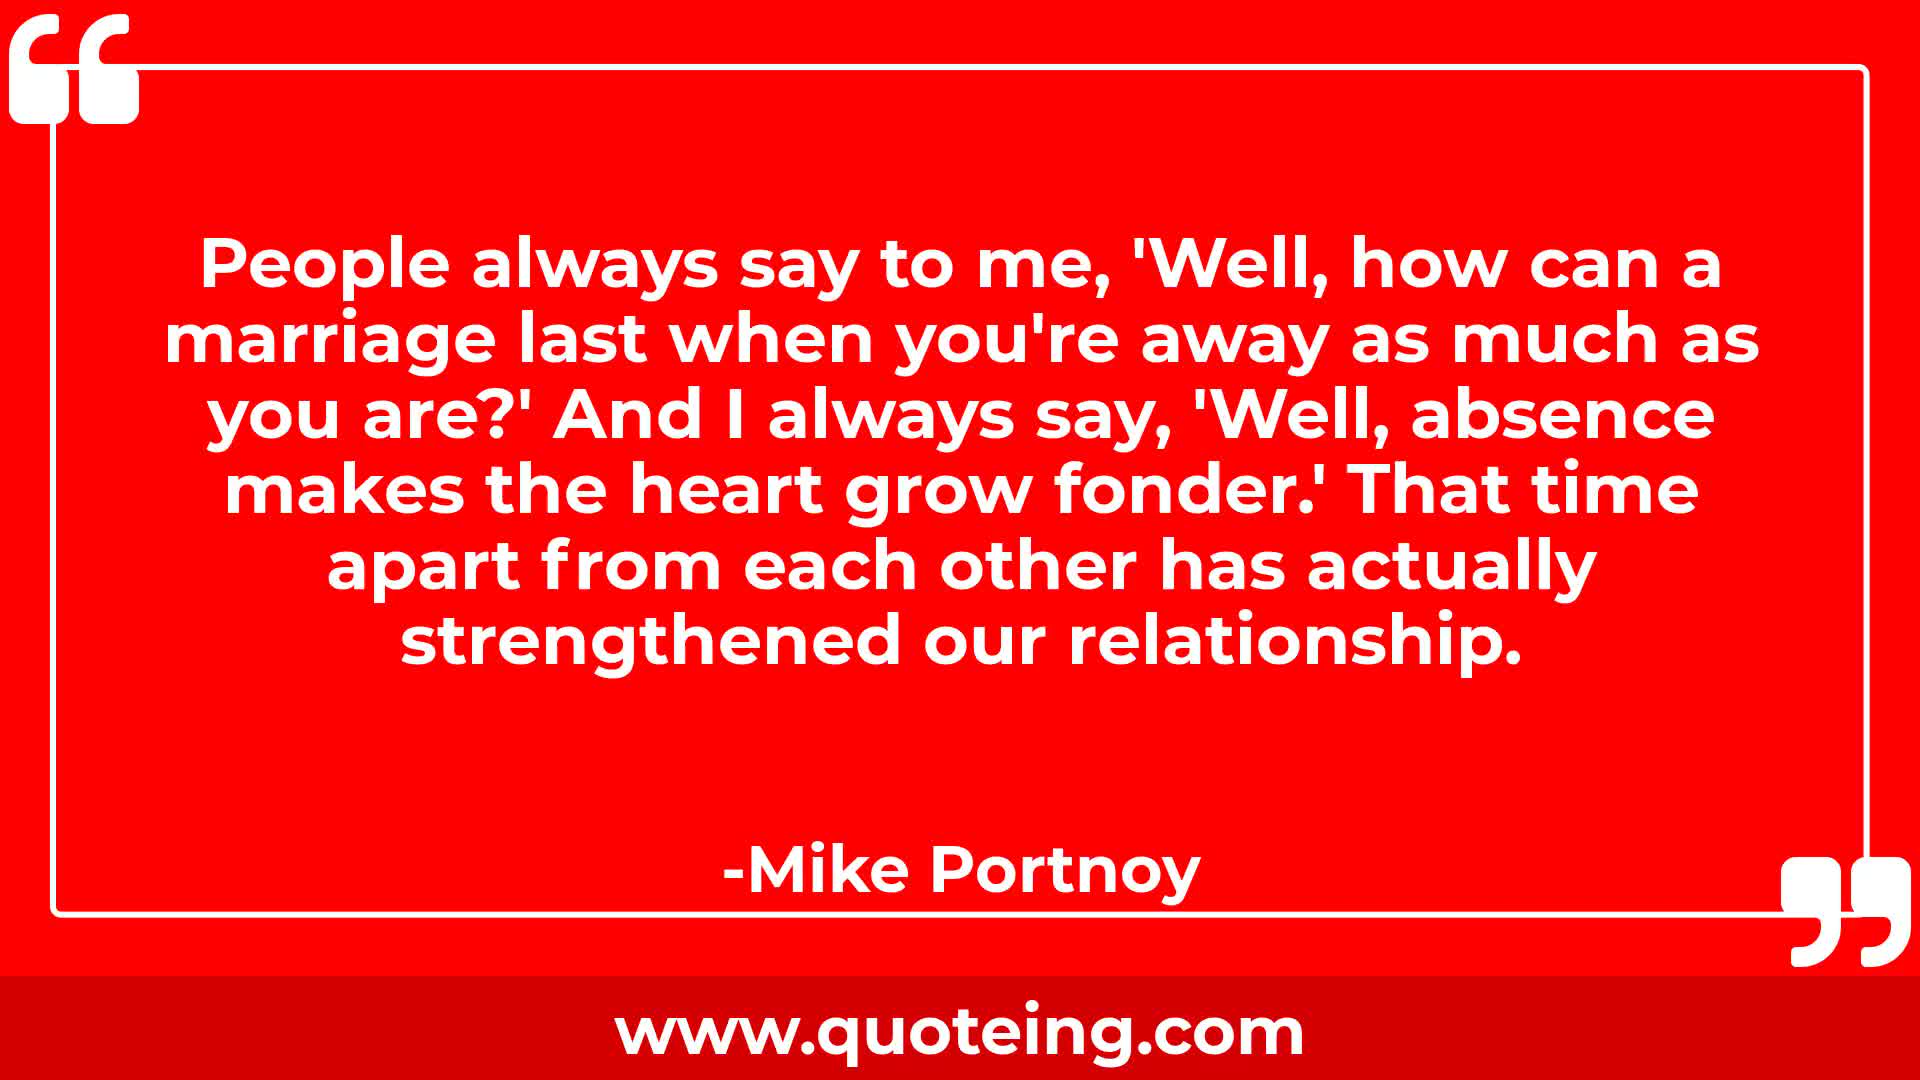 People always say to me, 'Well, how can a
marriage last when you're away as much as
you are?' And I always say, 'Well, absence
makes the heart grow fonder.' That time
apart from each other has actually
strengthened our relationship.
-Mike Portnoy
www.quoteing.com